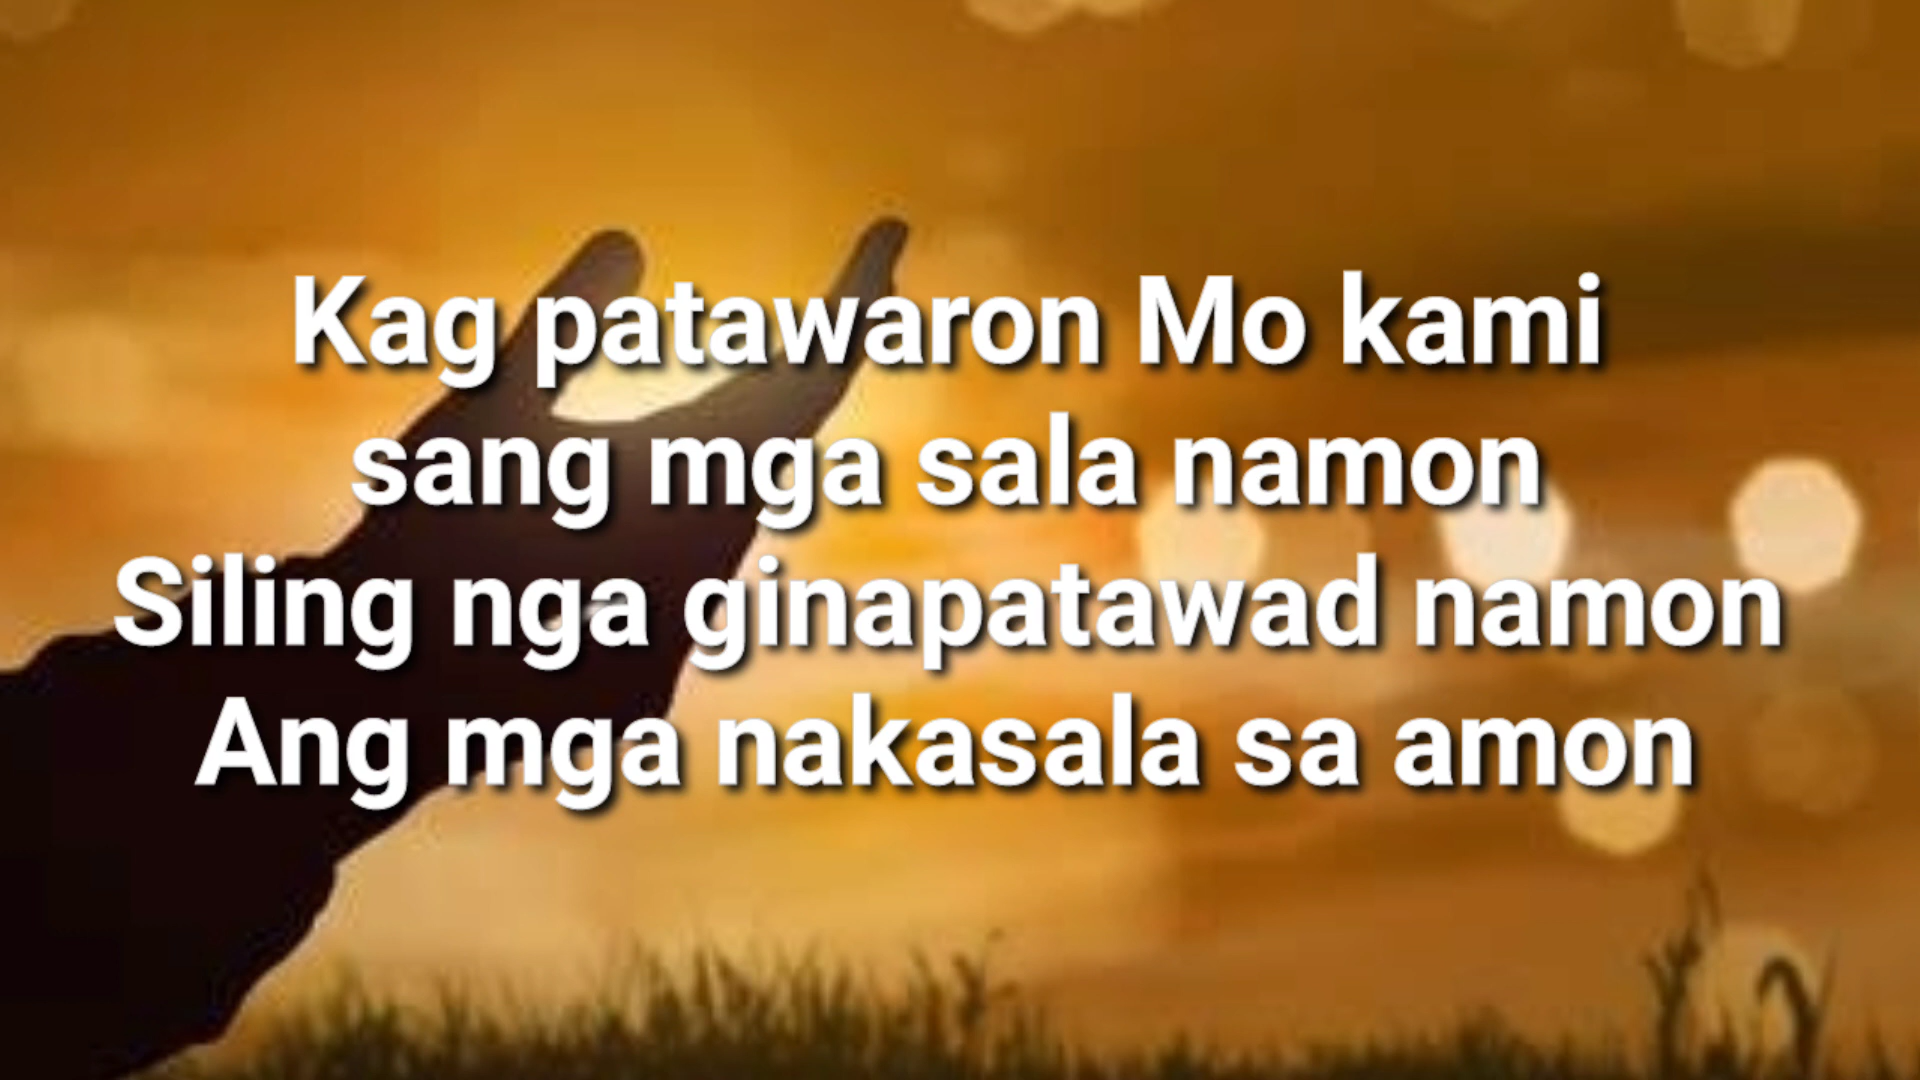 Kag patawaron Mo kami
sang mga sala namon
Siling nga ginapatawad namon
Ang mga nakasala sa amon